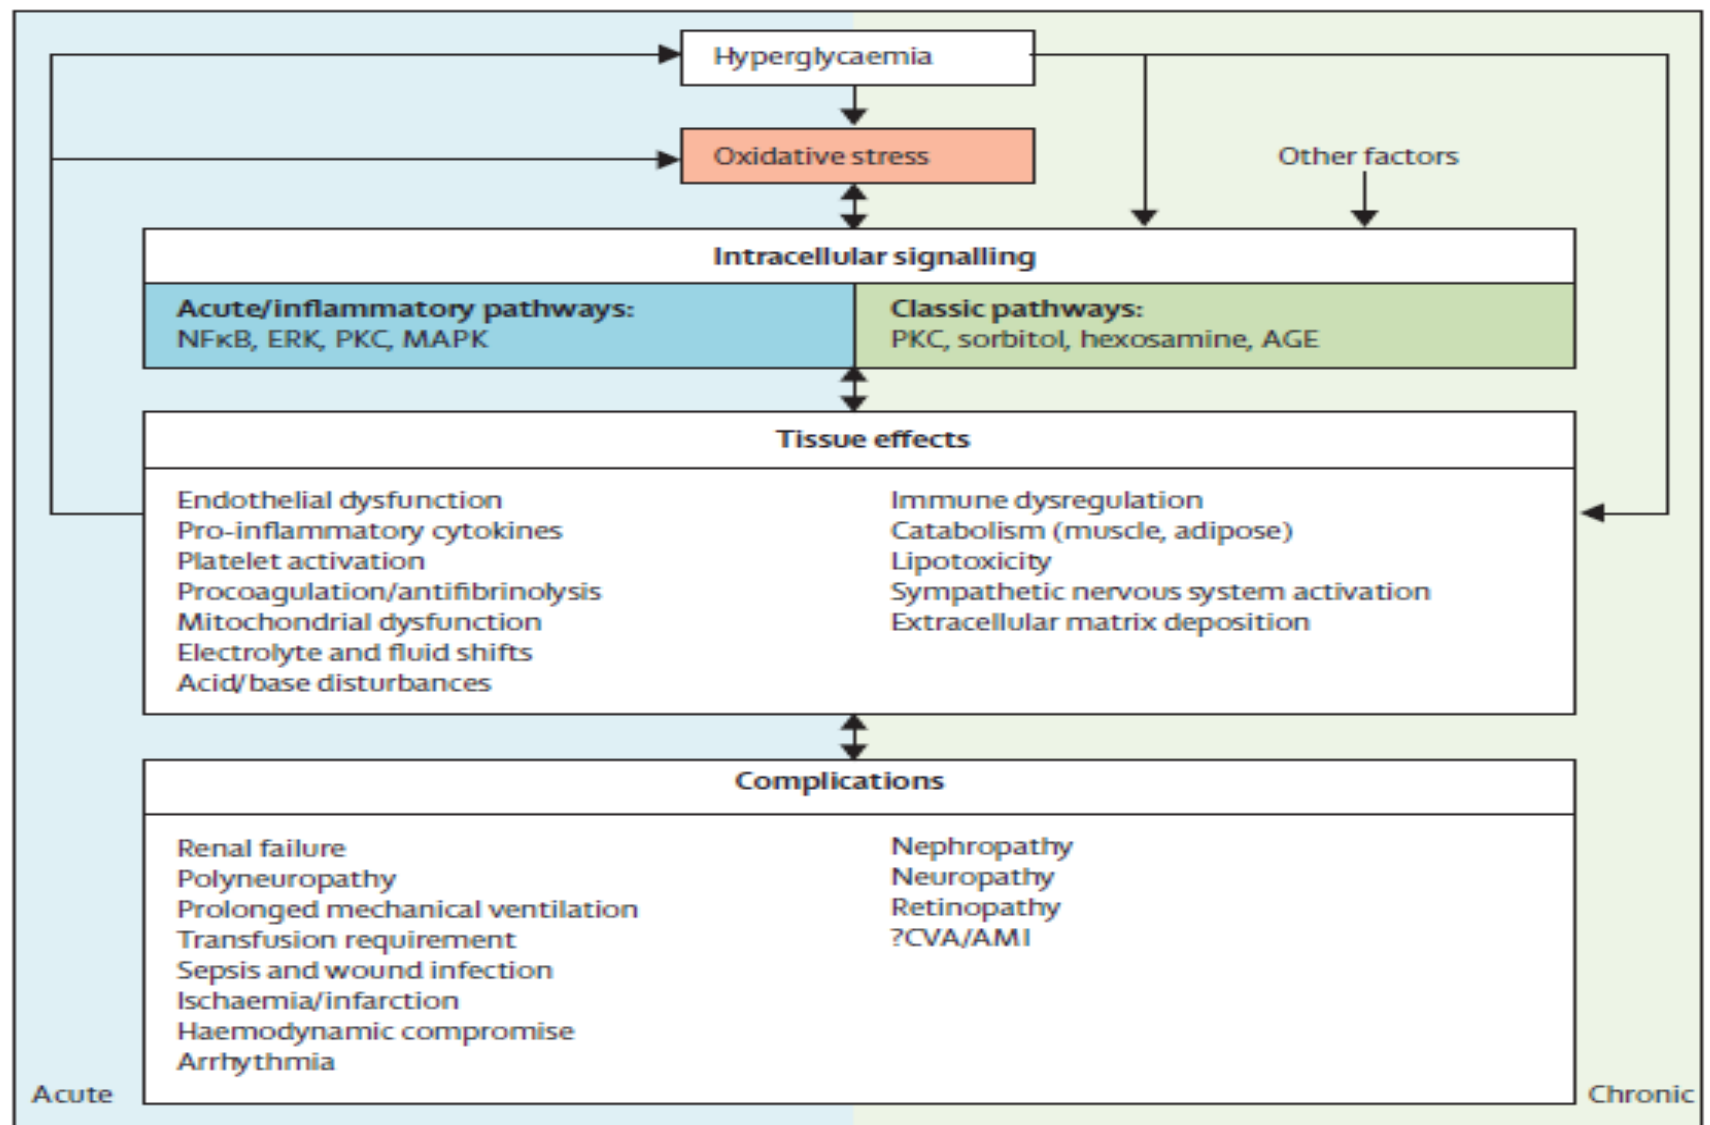 Hyperglycaemia
Oxidative stress
Other factors
Intracellular signalling
Acute/inflammatory pathways:
NFκB, ERK, PKC, MAPK
Classic pathways:
PKC, sorbitol, hexosamine, AGE
Tissue effects
Endothelial dysfunction
Pro-inflammatory cytokines
Platelet activation
Procoagulation/antifibrinolysis
Mitochondrial dysfunction
Electrolyte and fluid shifts
Acid/base disturbances
Immune dysregulation
Catabolism (muscle, adipose)
Lipotoxicity
Sympathetic nervous system activation
Extracellular matrix deposition
Complications
Renal failure
Polyneuropathy
Prolonged mechanical ventilation
Transfusion requirement
Sepsis and wound infection
Ischaemia/infarction
Haemodynamic compromise
Arrhythmia
Nephropathy
Neuropathy
Retinopathy
?CVA/AMI
Acute
Chronic